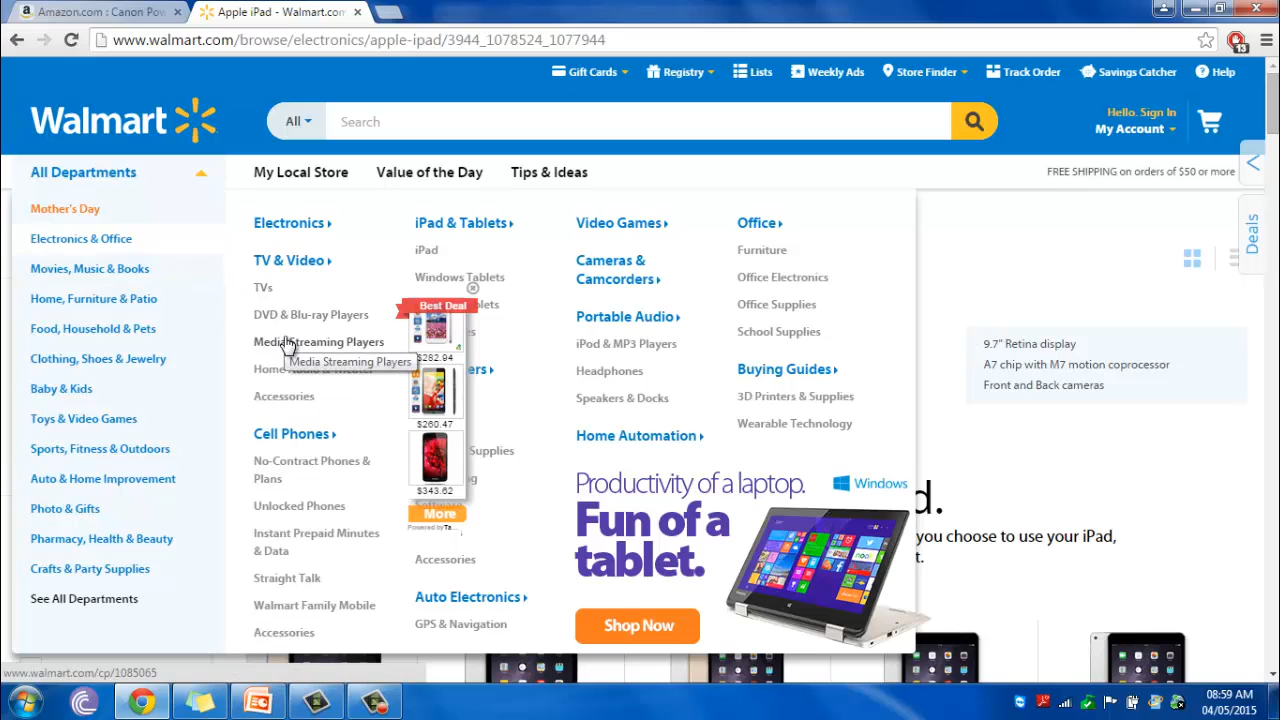 Amazon.com : Canon Pow
Apple iPad - Walmart.com
www.walmart.com/browse/electronics/apple-ipad/3944_1078524_1077944
13
Gift Cards
Registry
Lists
Weekly Ads
Store Finder
Track Order
Savings Catcher
Help
Walmart
All
Search
Hello. Sign In
My Account
All Departments
My Local Store
Value of the Day
Tips & Ideas
FREE SHIPPING on orders of $50 or more
Deals
Mother's Day
Electronics & Office
Movies, Music & Books
Home, Furniture & Patio
Food, Household & Pets
Clothing, Shoes & Jewelry
Baby & Kids
Toys & Video Games
Sports, Fitness & Outdoors
Auto & Home Improvement
Photo & Gifts
Pharmacy, Health & Beauty
Crafts & Party Supplies
See All Departments
Electronics
TV & Video
TVs
DVD & Blu-ray Players
Media Streaming Players
Media Streaming Players
Accessories
Cell Phones
No-Contract Phones &
Plans
Unlocked Phones
Instant Prepaid Minutes
& Data
Straight Talk
Walmart Family Mobile
Accessories
iPad & Tablets
iPad
Windows Tablets
Best Deal
$282.94
$260.47
$343.62
More
Powered by Ta...
Supplies
Accessories
Auto Electronics
GPS & Navigation
Video Games
Cameras &
Camcorders
Portable Audio
iPod & MP3 Players
Headphones
Speakers & Docks
Home Automation
Office
Furniture
Office Electronics
Office Supplies
School Supplies
Buying Guides
3D Printers & Supplies
Wearable Technology
Productivity of a laptop.
Fun of a
tablet.
Windows
Shop Now
9.7" Retina display
A7 chip with M7 motion coprocessor
Front and Back cameras
d.
you choose to use your iPad,
t.
www.walmart.com/cp/1085065
08:59 AM
04/05/2015